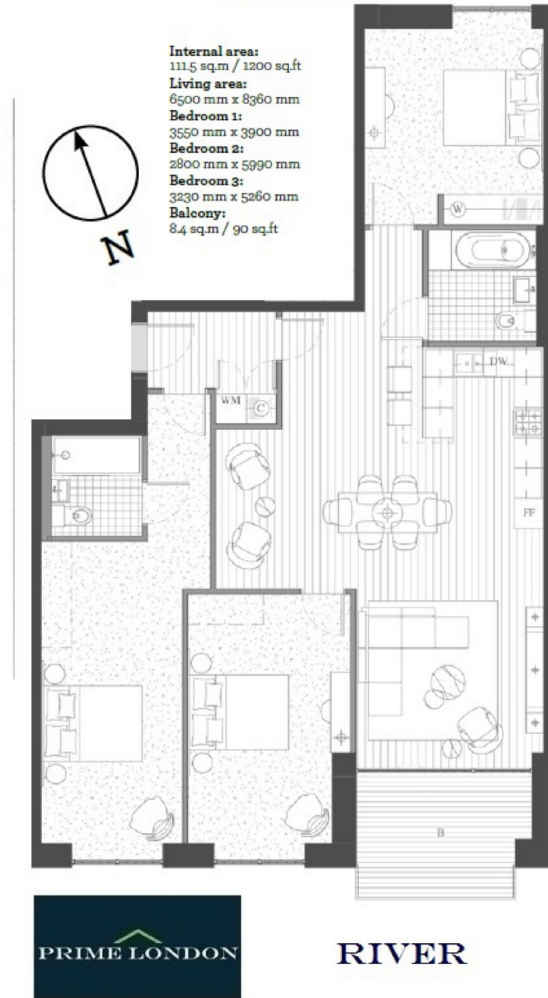 Internal area:
111.5 sq.m / 1200 sq.ft
Living area:
6500 mm x 8360 mm
Bedroom 1:
3550 mm x 3900 mm
Bedroom 2:
2800 mm x 5990 mm
Bedroom 3:
3230 mm x 5260 mm
Balcony:
8.4 sq.m / 90 sq.ft
N
W
DW
WM
C
FF
B
PRIME LONDON
RIVER